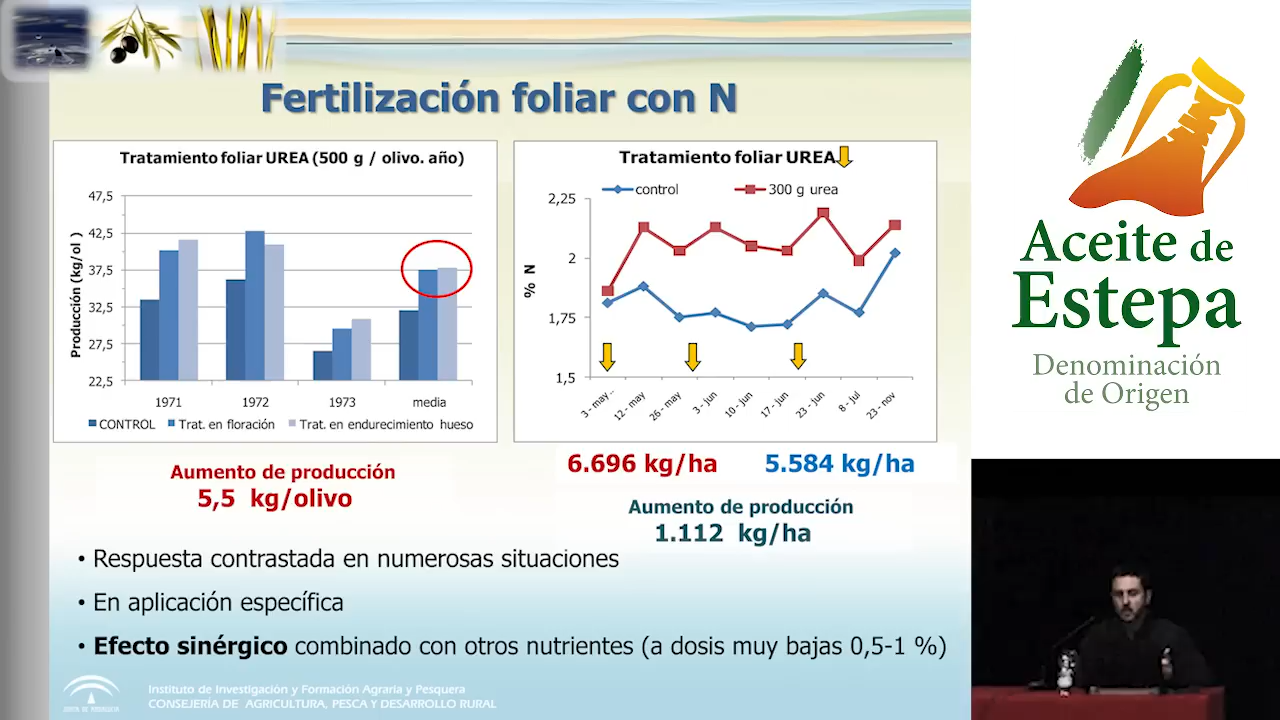 Fertilización foliar con N
Tratamiento foliar UREA (500 g / olivo. año)
Producción (kg/ol )
47,5
42,5
37,5
32,5
27,5
22,5
1971
1972
1973
media
CONTROL
Trat. en floración
Trat. en endurecimiento hueso
Aumento de producción
5,5 kg/olivo
Tratamiento foliar UREA
control
300 g urea
% N
2,25
2
1,75
1,5
3 - may..
12 - may
26 - may
3 - jun
10 - jun
17 - jun
23 - jun
8 - jul
23 - nov
6.696 kg/ha
5.584 kg/ha
Aumento de producción
1.112 kg/ha
• Respuesta contrastada en numerosas situaciones
• En aplicación específica
• Efecto sinérgico combinado con otros nutrientes (a dosis muy bajas 0,5-1 %)
JUNTA DE ANDALUCIA
Instituto de Investigación y Formación Agraria y Pesquera
CONSEJERÍA DE AGRICULTURA, PESCA Y DESARROLLO RURAL
Aceite de
Estepa
Denominación
de Origen